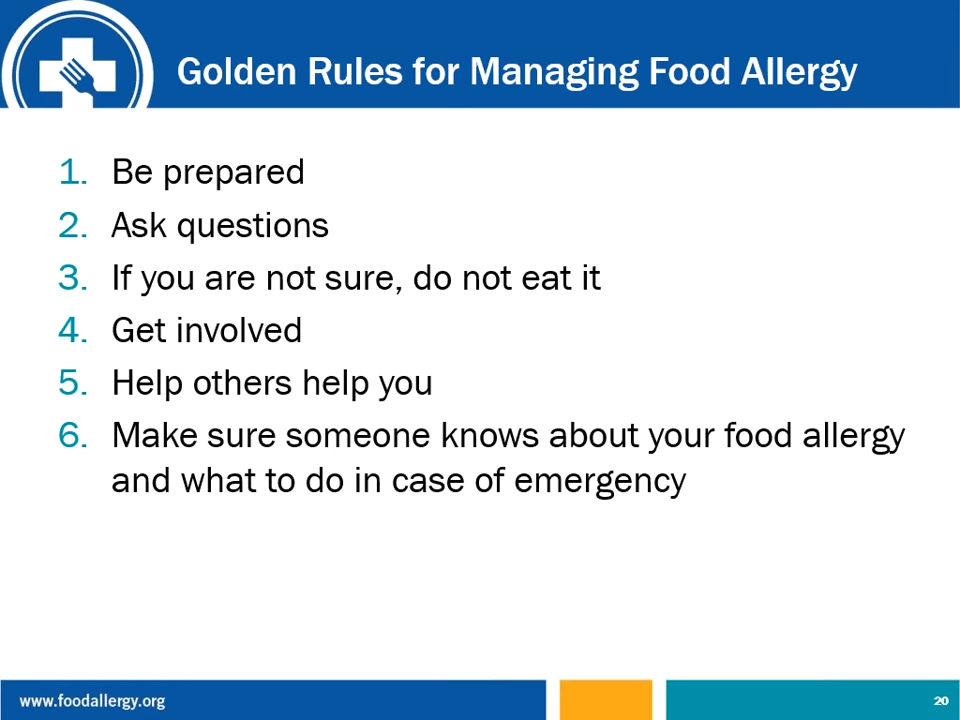 Golden Rules for Managing Food Allergy
1. Be prepared
2. Ask questions
3. If you are not sure, do not eat it
4. Get involved
5. Help others help you
6. Make sure someone knows about your food allergy
and what to do in case of emergency
www.foodallergy.org
20